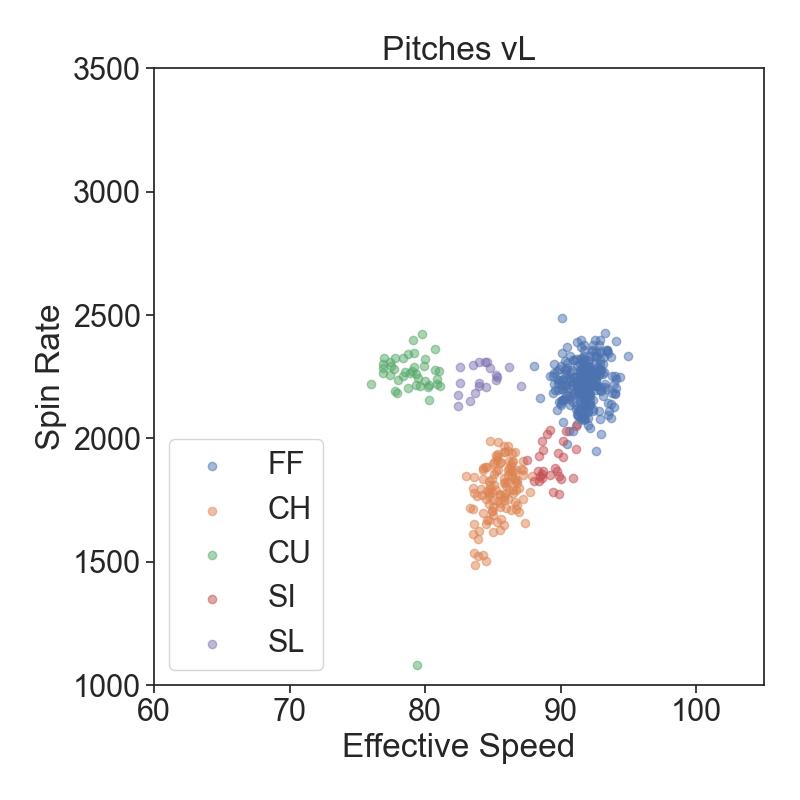 Pitches vL
3500
3000
2500
2000
1500
1000
Spin Rate
FF
CH
CU
SI
SL
60 70 80 90 100
Effective Speed